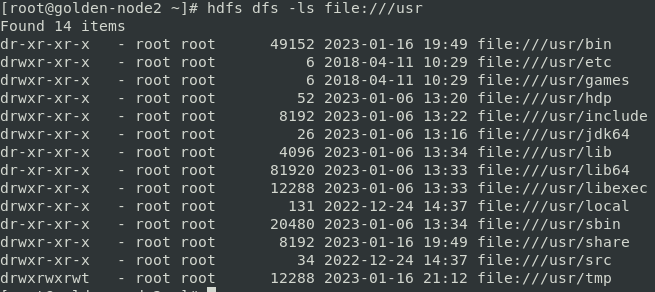 [root@golden-node2 ~]# hdfs dfs -ls file:///usr
Found 14 items
dr-xr-xr-x   - root root      49152 2023-01-16 19:49 file:///usr/bin
drwxr-xr-x   - root root          6 2018-04-11 10:29 file:///usr/etc
drwxr-xr-x   - root root          6 2018-04-11 10:29 file:///usr/games
drwxr-xr-x   - root root         52 2023-01-06 13:20 file:///usr/hdp
drwxr-xr-x   - root root       8192 2023-01-06 13:22 file:///usr/include
drwxr-xr-x   - root root         26 2023-01-06 13:16 file:///usr/jdk64
dr-xr-xr-x   - root root       4096 2023-01-06 13:34 file:///usr/lib
dr-xr-xr-x   - root root      81920 2023-01-06 13:33 file:///usr/lib64
drwxr-xr-x   - root root      12288 2023-01-06 13:33 file:///usr/libexec
drwxr-xr-x   - root root        131 2022-12-24 14:37 file:///usr/local
dr-xr-xr-x   - root root      20480 2023-01-06 13:34 file:///usr/sbin
drwxr-xr-x   - root root       8192 2023-01-16 19:49 file:///usr/share
drwxr-xr-x   - root root         34 2022-12-24 14:37 file:///usr/src
drwxrwxrwt   - root root      12288 2023-01-16 21:12 file:///usr/tmp